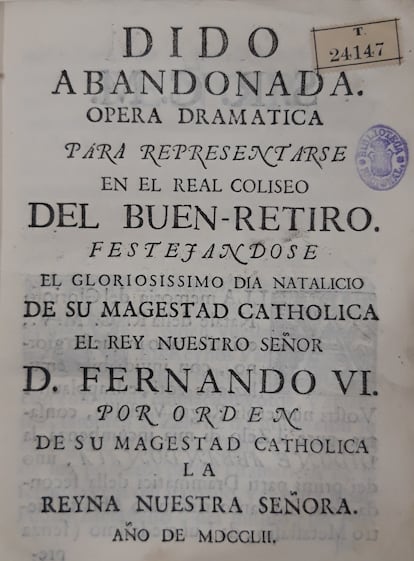 DIDO
ABANDONADA.
OPERA DRAMATICA
PARA REPRESENTARSE
EN EL REAL COLISEO
DEL BUEN-RETIRO.
FESTEJANDOSE
EL GLORIOSISSIMO DIA NATALICIO
DE SU MAGESTAD CATHOLICA
EL REY NUESTRO SEÑOR
D. FERNANDO VI.
POR ORDEN
DE SU MAGESTAD CATHOLICA
LA
REYNA NUESTRA SEÑORA.
AÑO DE MDCCLII.
T.
24147
BIBLIOTECA
NACIONAL